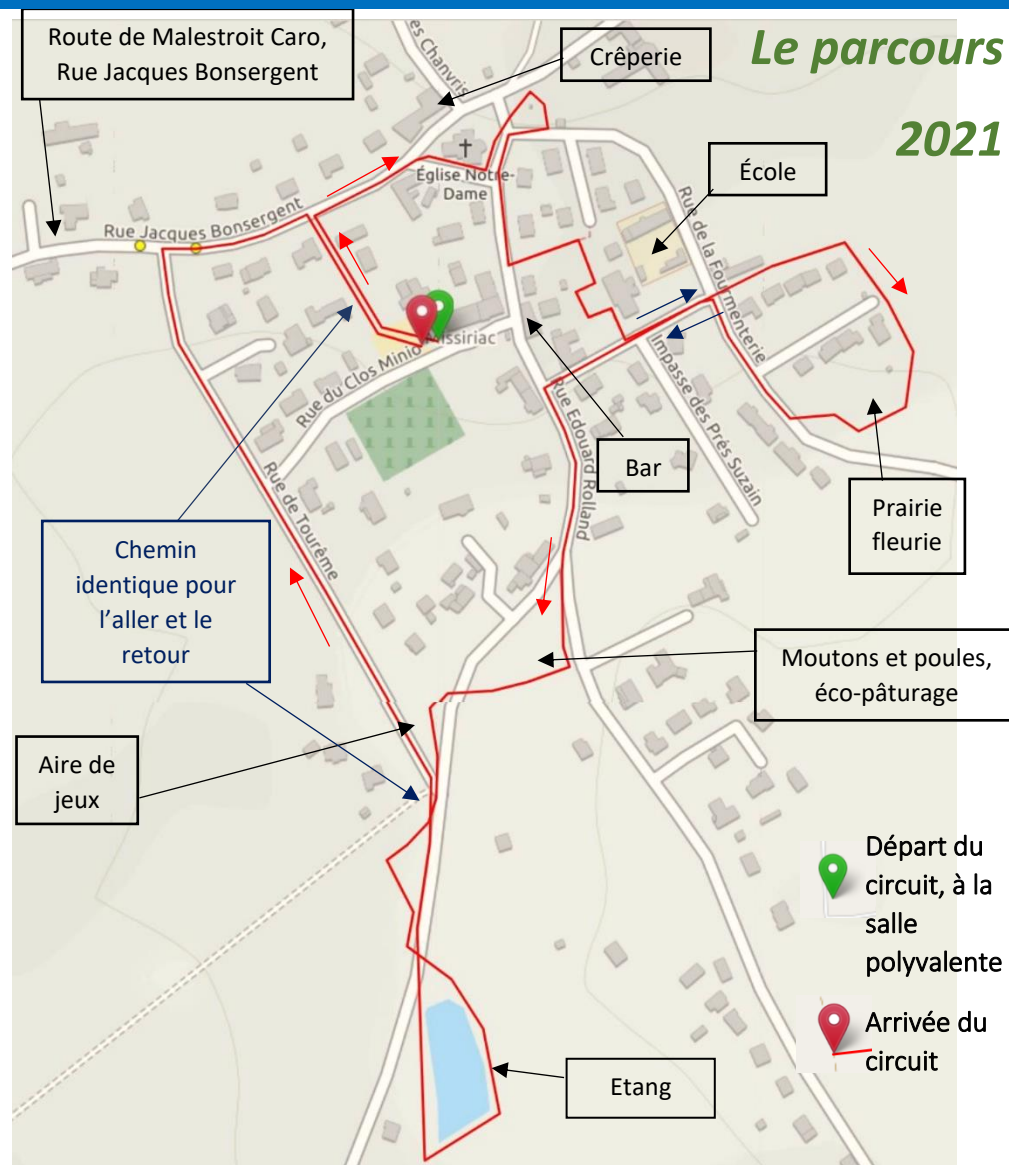 Route de Malestroit Caro,
Rue Jacques Bonsergent
Crêperie
Le parcours
2021
es Chanvris
École
Église Notre-
Dame
Rue Jacques Bonsergent
Rue de la Fourmenterie
Missiriac
Rue du Clos Minio
Impasse des Prés Suzain
Rue Edouard Rolland
Bar
Rue de Tourême
Prairie
fleurie
Chemin
identique pour
l'aller et le
retour
Moutons et poules,
éco-pâturage
Aire de
jeux
Départ du
circuit, à la
salle
polyvalente
Arrivée du
circuit
Etang